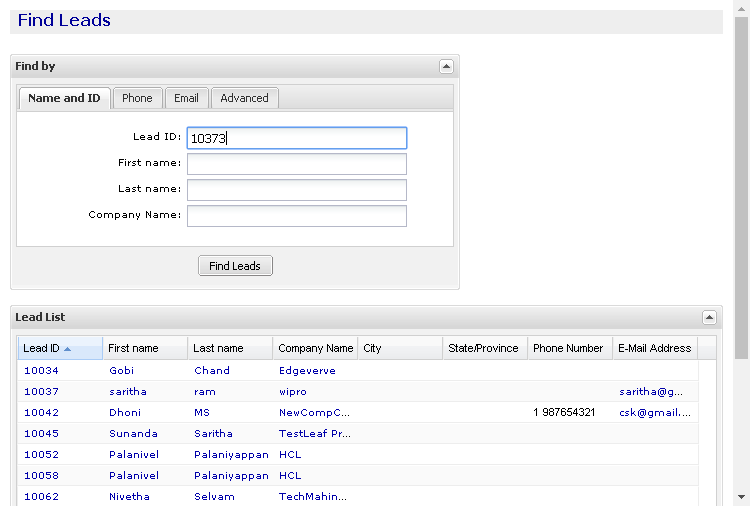 Find Leads
Find by
Name and ID Phone Email Advanced
Lead ID: 10373
First name:
Last name:
Company Name:
Find Leads
Lead List
Lead ID First name Last name Company Name City State/Province Phone Number E-Mail Address
10034 Gobi Chand Edgeverve
10037 saritha ram wipro saritha@g...
10042 Dhoni MS NewCompC... 1 987654321 csk@gmail....
10045 Sunanda Saritha TestLeaf Pr...
10052 Palanivel Palaniyappan HCL
10058 Palanivel Palaniyappan HCL
10062 Nivetha Selvam TechMahin...